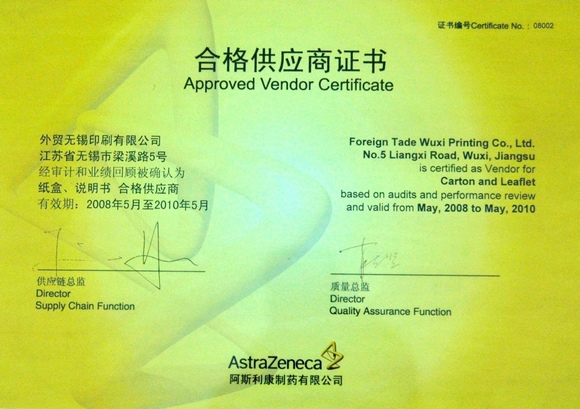 证书编号Certificate No. : 08002
合格供应商证书
Approved Vendor Certificate
外贸无锡印刷有限公司
江苏省无锡市梁溪路5号
经审计和业绩回顾被确认为
纸盒、说明书 合格供应商
有效期: 2008年5月至2010年5月
Foreign Tade Wuxi Printing Co., Ltd.
No.5 Liangxi Road, Wuxi, Jiangsu
is certified as Vendor for
Carton and Leaflet
based on audits and performance review
and valid from May, 2008 to May, 2010
供应链总监
Director
Supply Chain Function
质量总监
Director
Quality Assurance Function
AstraZeneca
阿斯利康制药有限公司